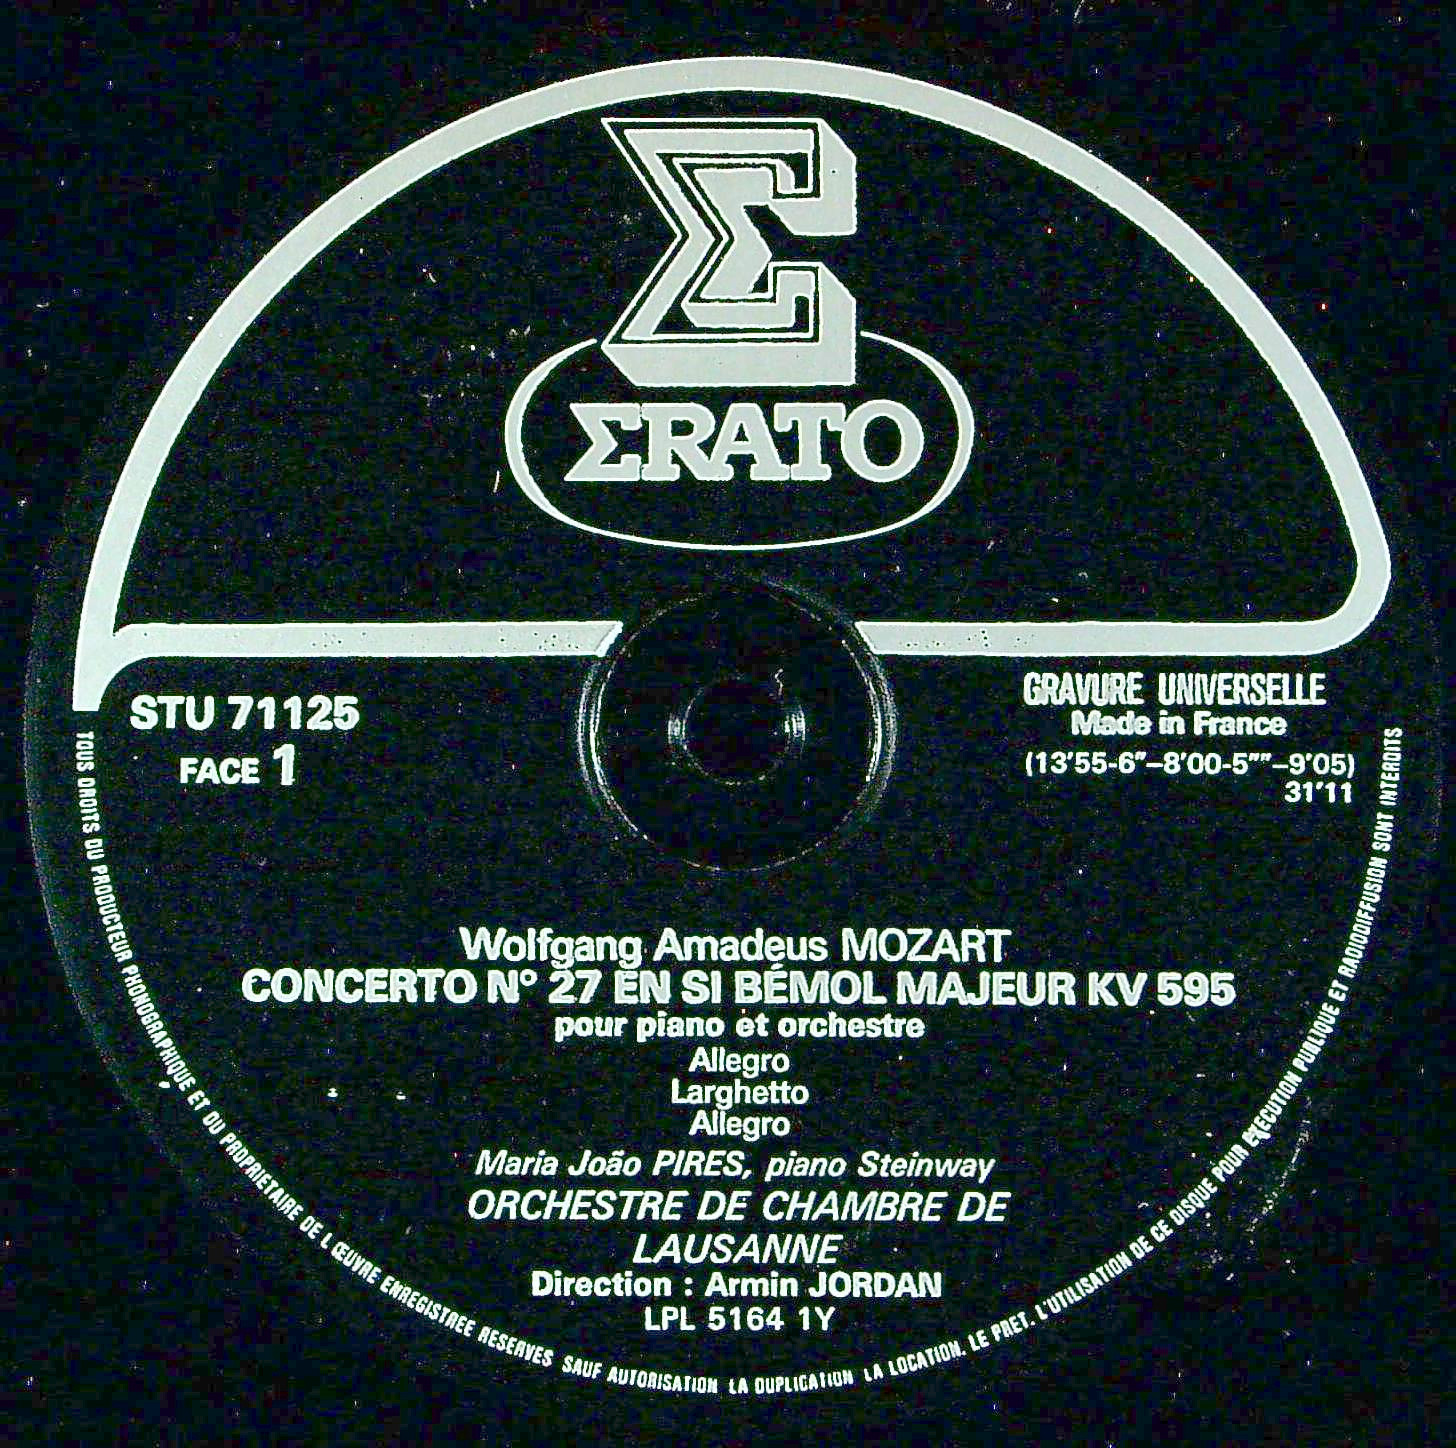 Σ
ΣRATO
STU 71125
FACE 1
GRAVURE UNIVERSELLE
Made in France
(13'55-6"–8'00-5""–9'05)
31'11
Wolfgang Amadeus MOZART
CONCERTO N° 27 EN SI BÉMOL MAJEUR KV 595
pour piano et orchestre
Allegro
Larghetto
Allegro
Maria João PIRES, piano Steinway
ORCHESTRE DE CHAMBRE DE
LAUSANNE
Direction : Armin JORDAN
LPL 5164 1Y
TOUS DROITS DU PRODUCTEUR PHONOGRAPHIQUE ET DU PROPRIETAIRE DE L ŒUVRE ENREGISTREE RESERVES SAUF AUTORISATION LA DUPLICATION LA LOCATION. LE PRET. L'UTILISATION DE CE DISQUE POUR EXECUTION PUBLIQUE ET RADIODIFFUSION SONT INTERDITS